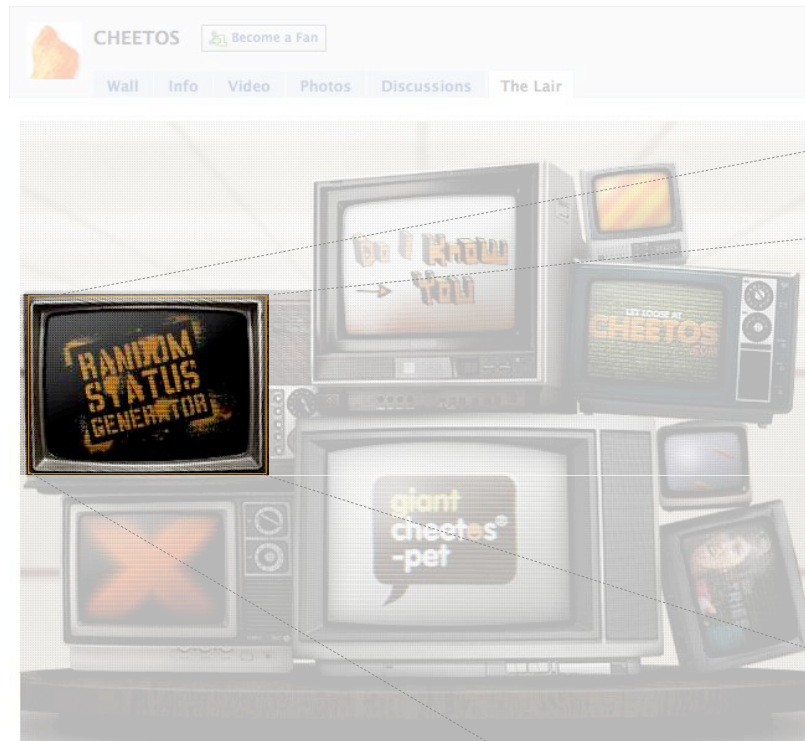 CHEETOS
Become a Fan
Wall Info Video Photos Discussions The Lair
Do I Know
You
LET LOOSE AT
CHEETOS
.COM
RANDOM
STATUS
GENERATOR
giant
cheetos®
-pet